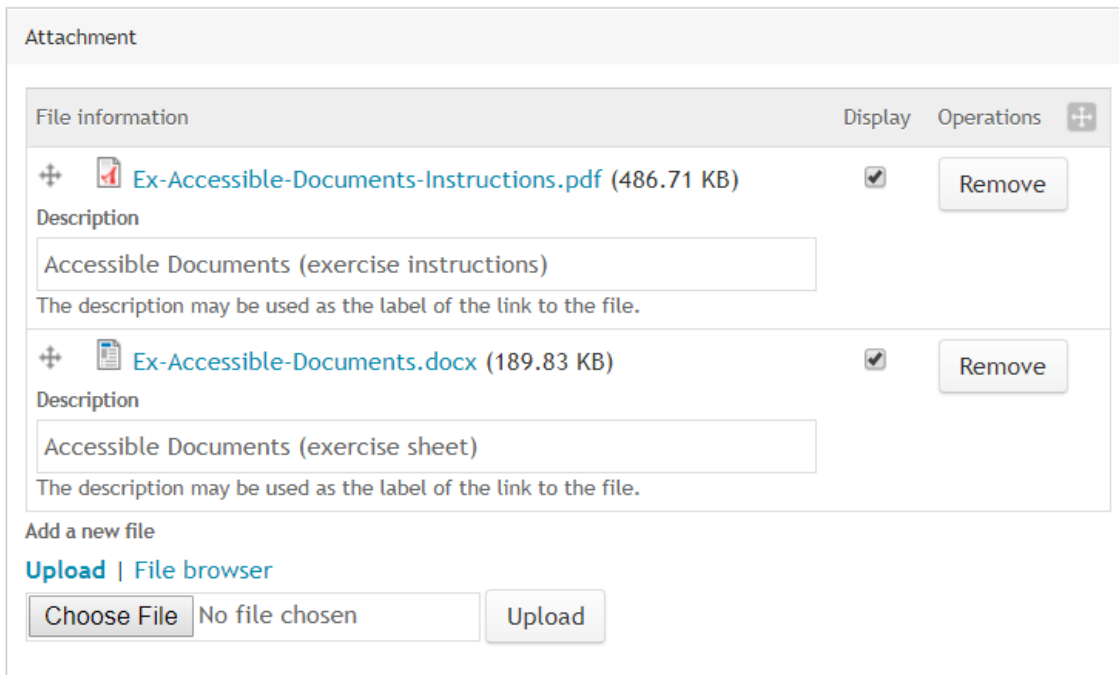 Attachment
File information Display Operations
Ex-Accessible-Documents-Instructions.pdf (486.71 KB) Remove
Description
Accessible Documents (exercise instructions)
The description may be used as the label of the link to the file.
Ex-Accessible-Documents.docx (189.83 KB) Remove
Description
Accessible Documents (exercise sheet)
The description may be used as the label of the link to the file.
Add a new file
Upload | File browser
Choose File No file chosen Upload